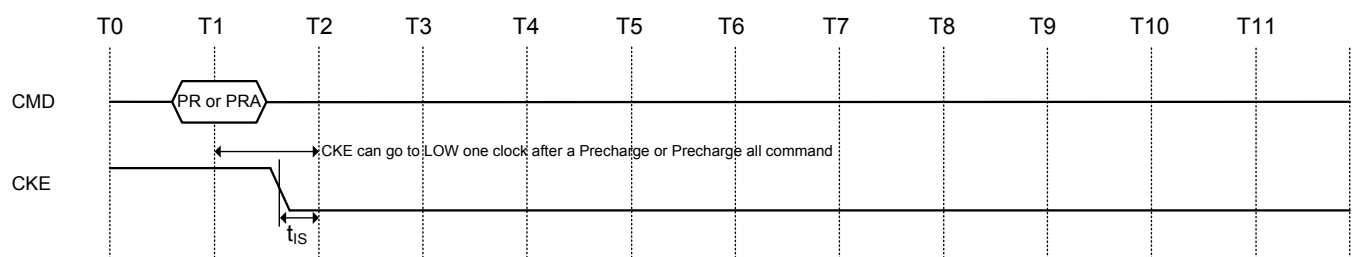 T0 T1 T2 T3 T4 T5 T6 T7 T8 T9 T10 T11
CMD PR or PRA
CKE can go to LOW one clock after a Precharge or Precharge all command
CKE
tIS